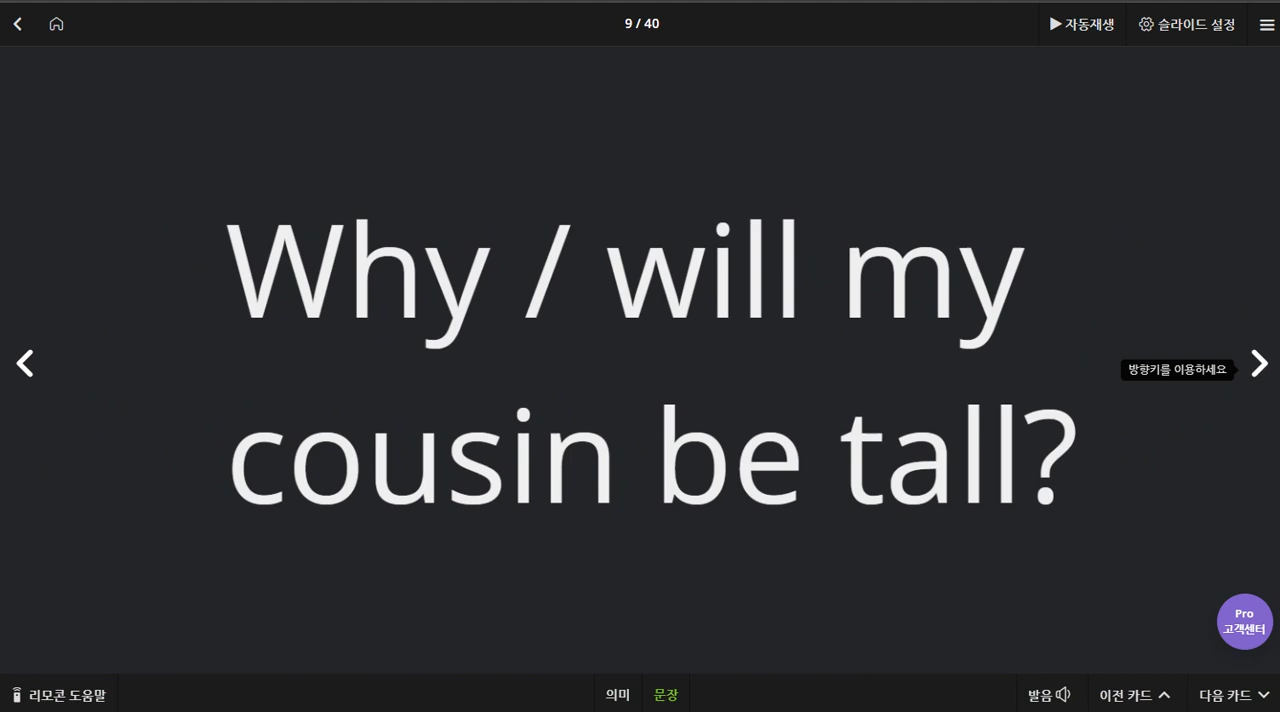 9 / 40
자동재생
슬라이드 설정
Why / will my
cousin be tall?
방향키를 이용하세요
Pro
고객센터
리모콘 도움말
의미
문장
발음
이전 카드
다음 카드